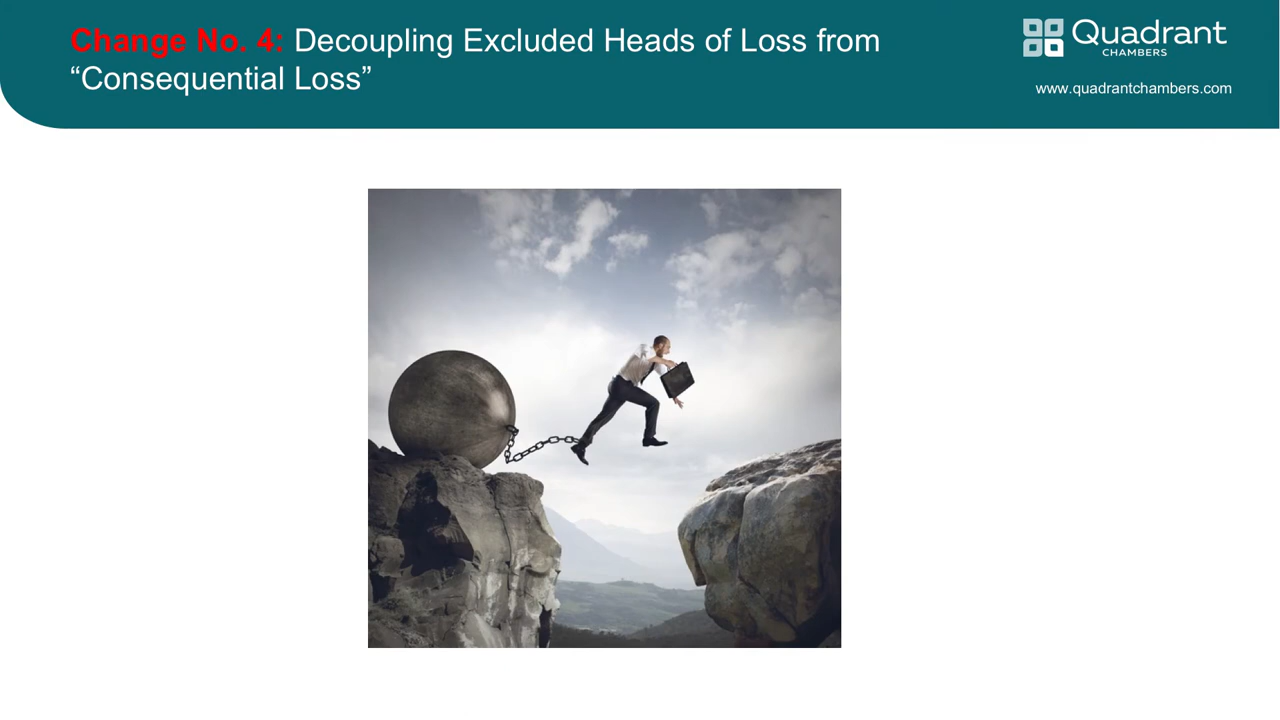 Change No. 4: Decoupling Excluded Heads of Loss from
“Consequential Loss”
Quadrant
CHAMBERS
www.quadrantchambers.com